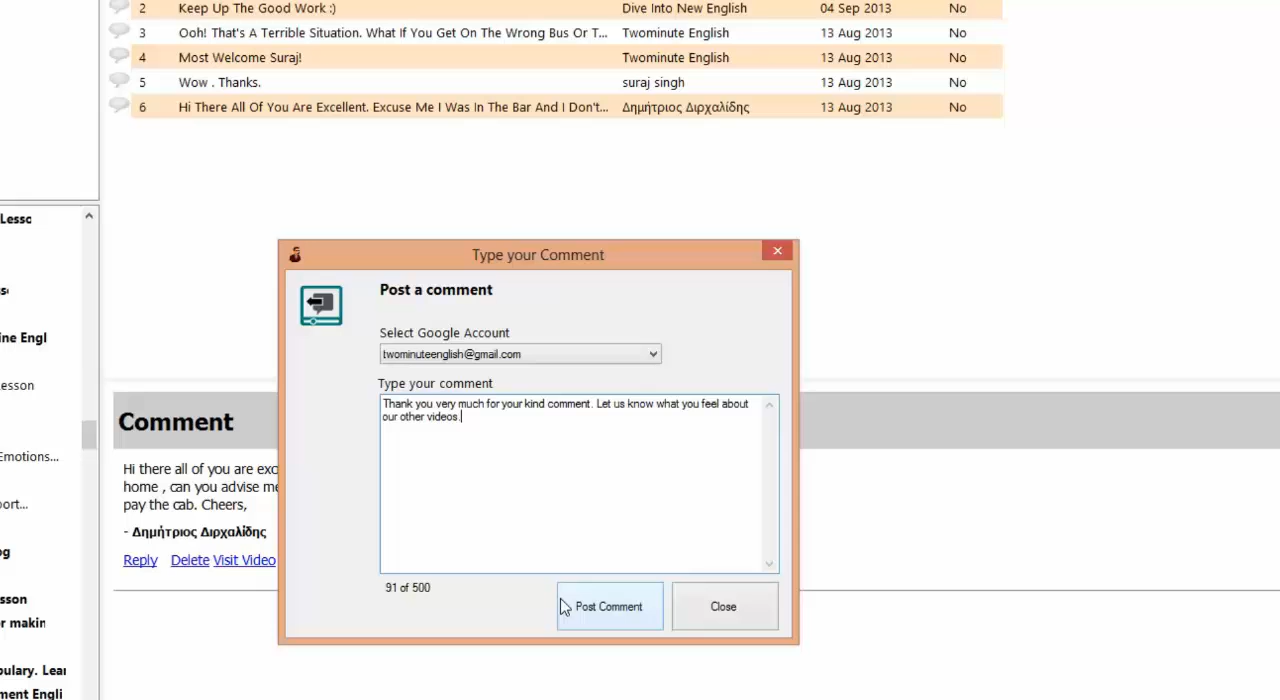 2 Keep Up The Good Work :) Dive Into New English 04 Sep 2013 No
3 Ooh! That's A Terrible Situation. What If You Get On The Wrong Bus Or T... Twominute English 13 Aug 2013 No
4 Most Welcome Suraj! Twominute English 13 Aug 2013 No
5 Wow . Thanks. suraj singh 13 Aug 2013 No
6 Hi There All Of You Are Excellent. Excuse Me I Was In The Bar And I Don't... Δημήτριος Διρχαλίδης 13 Aug 2013 No
Lesso
ine Engl
esson
Emotions...
port...
og
sson
r makin
bulary. Lear
ment Engli
Type your Comment
Post a comment
Select Google Account
twominuteenglish@gmail.com
Type your comment
Thank you very much for your kind comment. Let us know what you feel about
our other videos.
91 of 500
Post Comment Close
Comment
Hi there all of you are exc
home , can you advise me
pay the cab. Cheers,
- Δημήτριος Διρχαλίδης
Reply Delete Visit Video